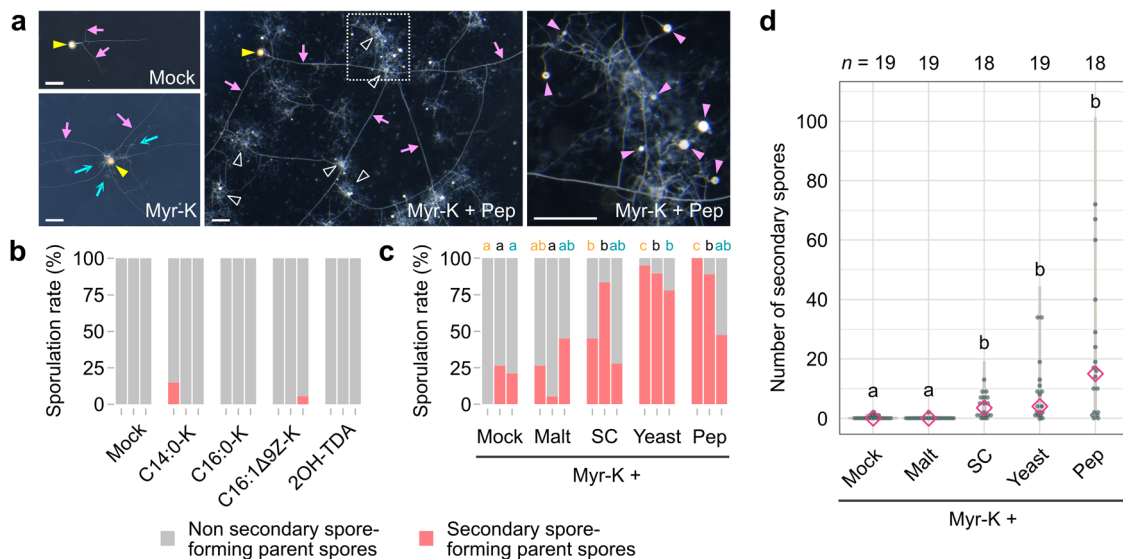 a
Mock
Myr-K
Myr-K + Pep
Myr-K + Pep
b
Sporulation rate (%)
100
75
50
25
0
Mock
C14:0-K
C16:0-K
C16:1Δ9Z-K
2OH-TDA
c
Sporulation rate (%)
a a a ab a ab b b ab c b b c b ab
100
75
50
25
0
Mock Malt SC Yeast Pep
Myr-K +
Non secondary spore-
forming parent spores
Secondary spore-
forming parent spores
d
n = 19 19 18 19 18
Number of secondary spores
100
80
60
40
20
0
a a b b b
Mock
Malt
SC
Yeast
Pep
Myr-K +